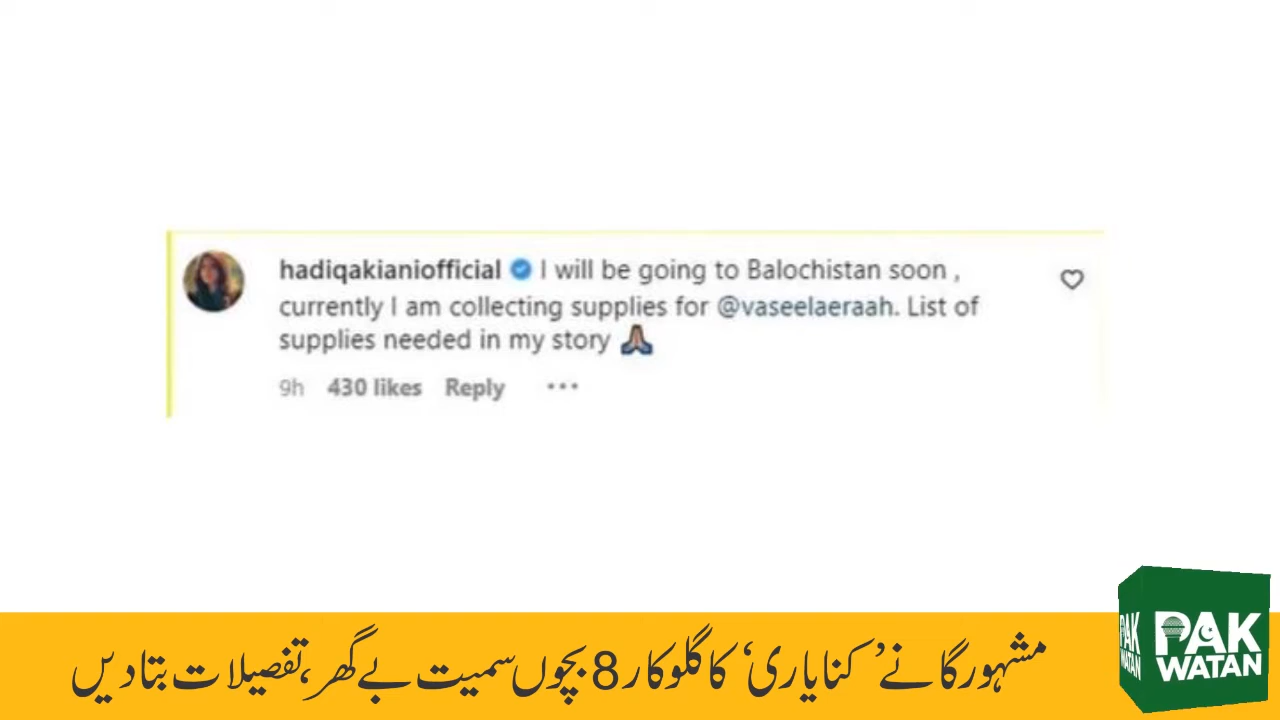 hadiqakianiofficial I will be going to Balochistan soon ,
currently I am collecting supplies for @vaseelaeraah. List of
supplies needed in my story 🙏🏽
9h 430 likes Reply ...
PAK WATAN
PAK
WATAN
مشہور گانے ’کنا یاری‘ کا گلوکار 8 بچوں سمیت بے گھر، تفصیلات بتا دیں